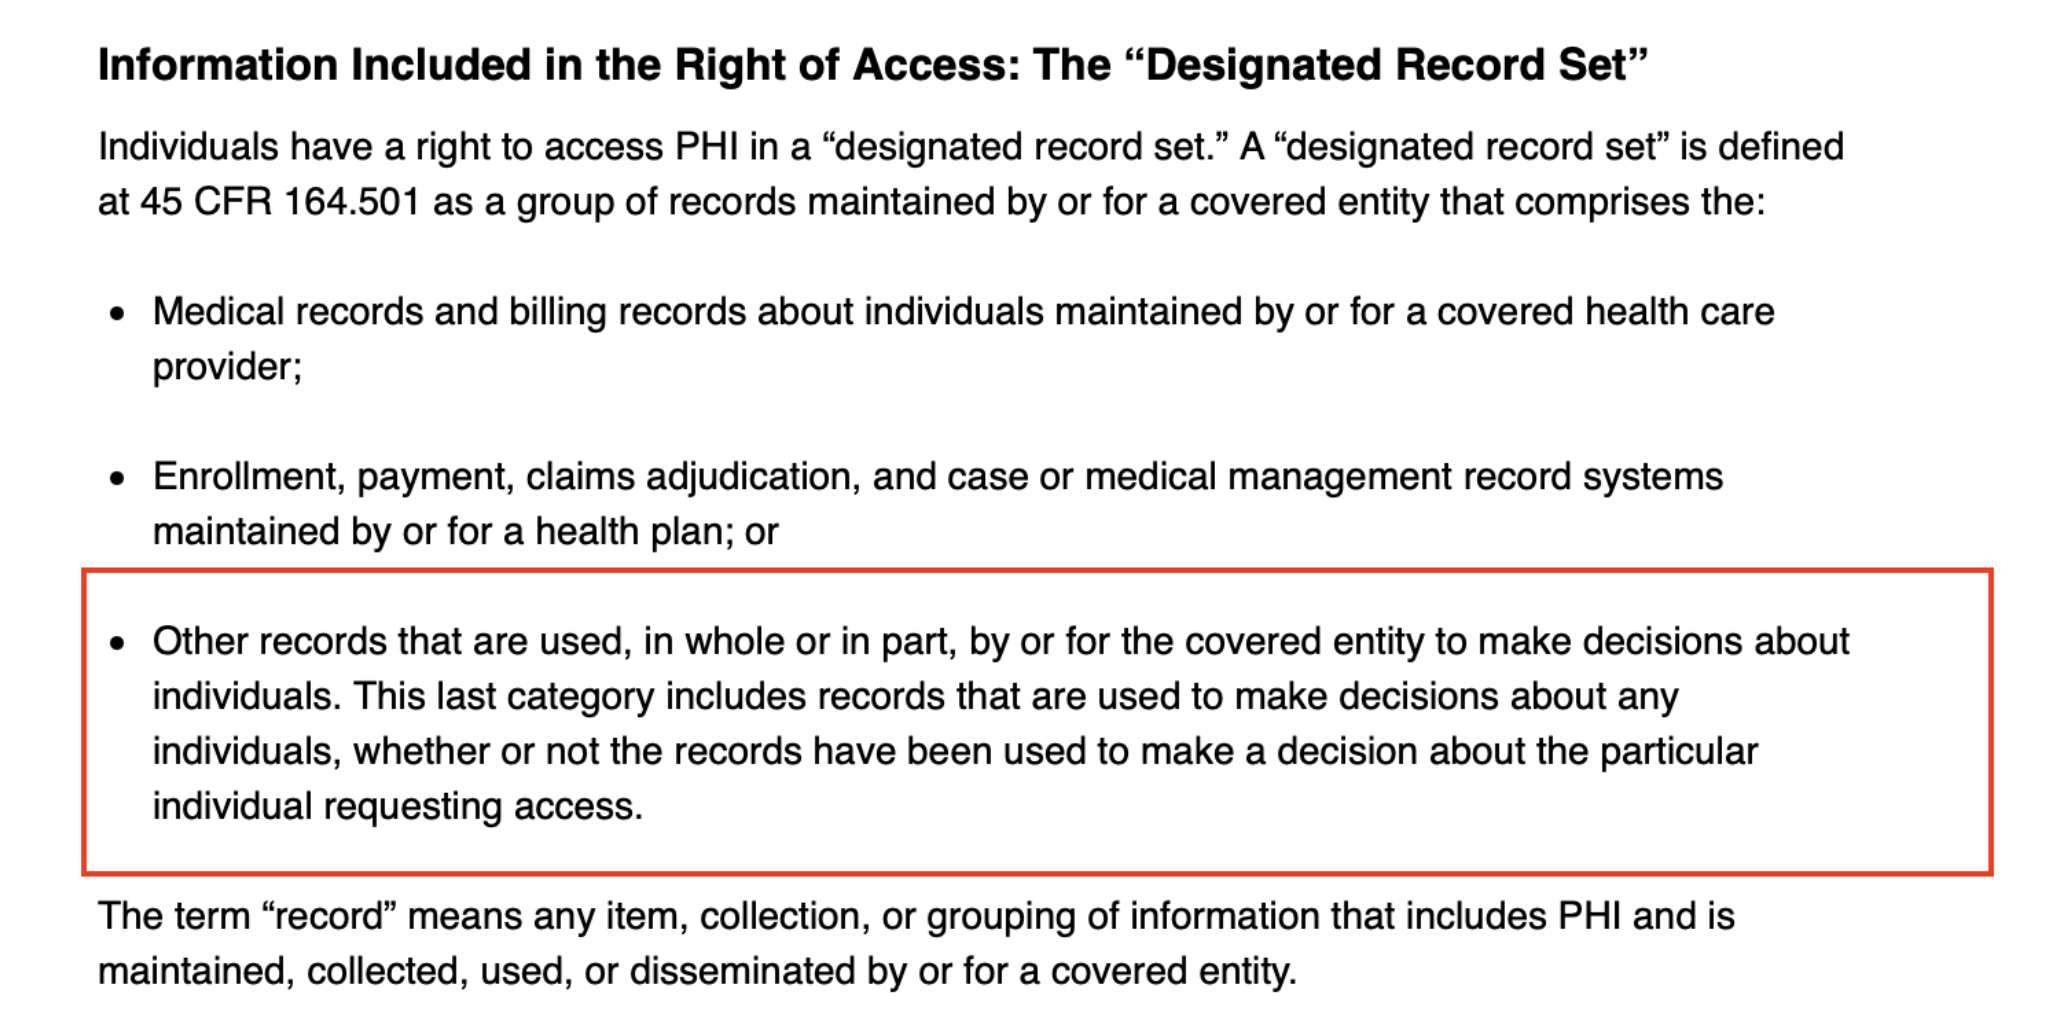 Information Included in the Right of Access: The “Designated Record Set”
Individuals have a right to access PHI in a “designated record set.” A “designated record set” is defined
at 45 CFR 164.501 as a group of records maintained by or for a covered entity that comprises the:
• Medical records and billing records about individuals maintained by or for a covered health care
provider;
• Enrollment, payment, claims adjudication, and case or medical management record systems
maintained by or for a health plan; or
• Other records that are used, in whole or in part, by or for the covered entity to make decisions about
individuals. This last category includes records that are used to make decisions about any
individuals, whether or not the records have been used to make a decision about the particular
individual requesting access.
The term “record” means any item, collection, or grouping of information that includes PHI and is
maintained, collected, used, or disseminated by or for a covered entity.